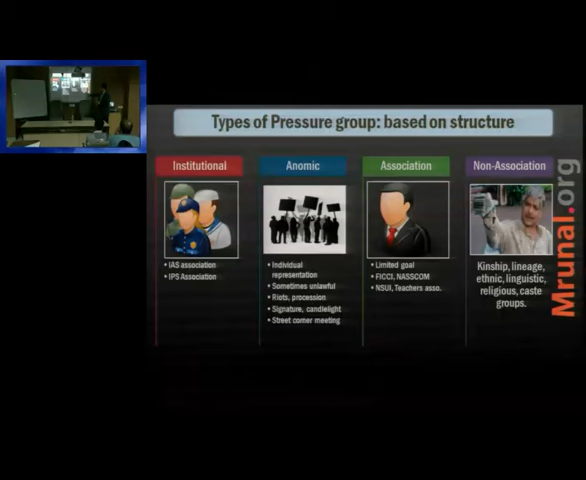 Types of Pressure group: based on structure
Institutional
• IAS association
• IPS Association
Anomic
• Individual
representation
• Sometimes unlawful
• Riots, procession
• Signature, candlelight
• Street corner meeting
Association
• Limited goal
• FICCI, NASSCOM
• NSUI, Teachers asso.
Non-Association
Kinship, lineage,
ethnic, linguistic,
religious, caste
groups.
Mrunal.org